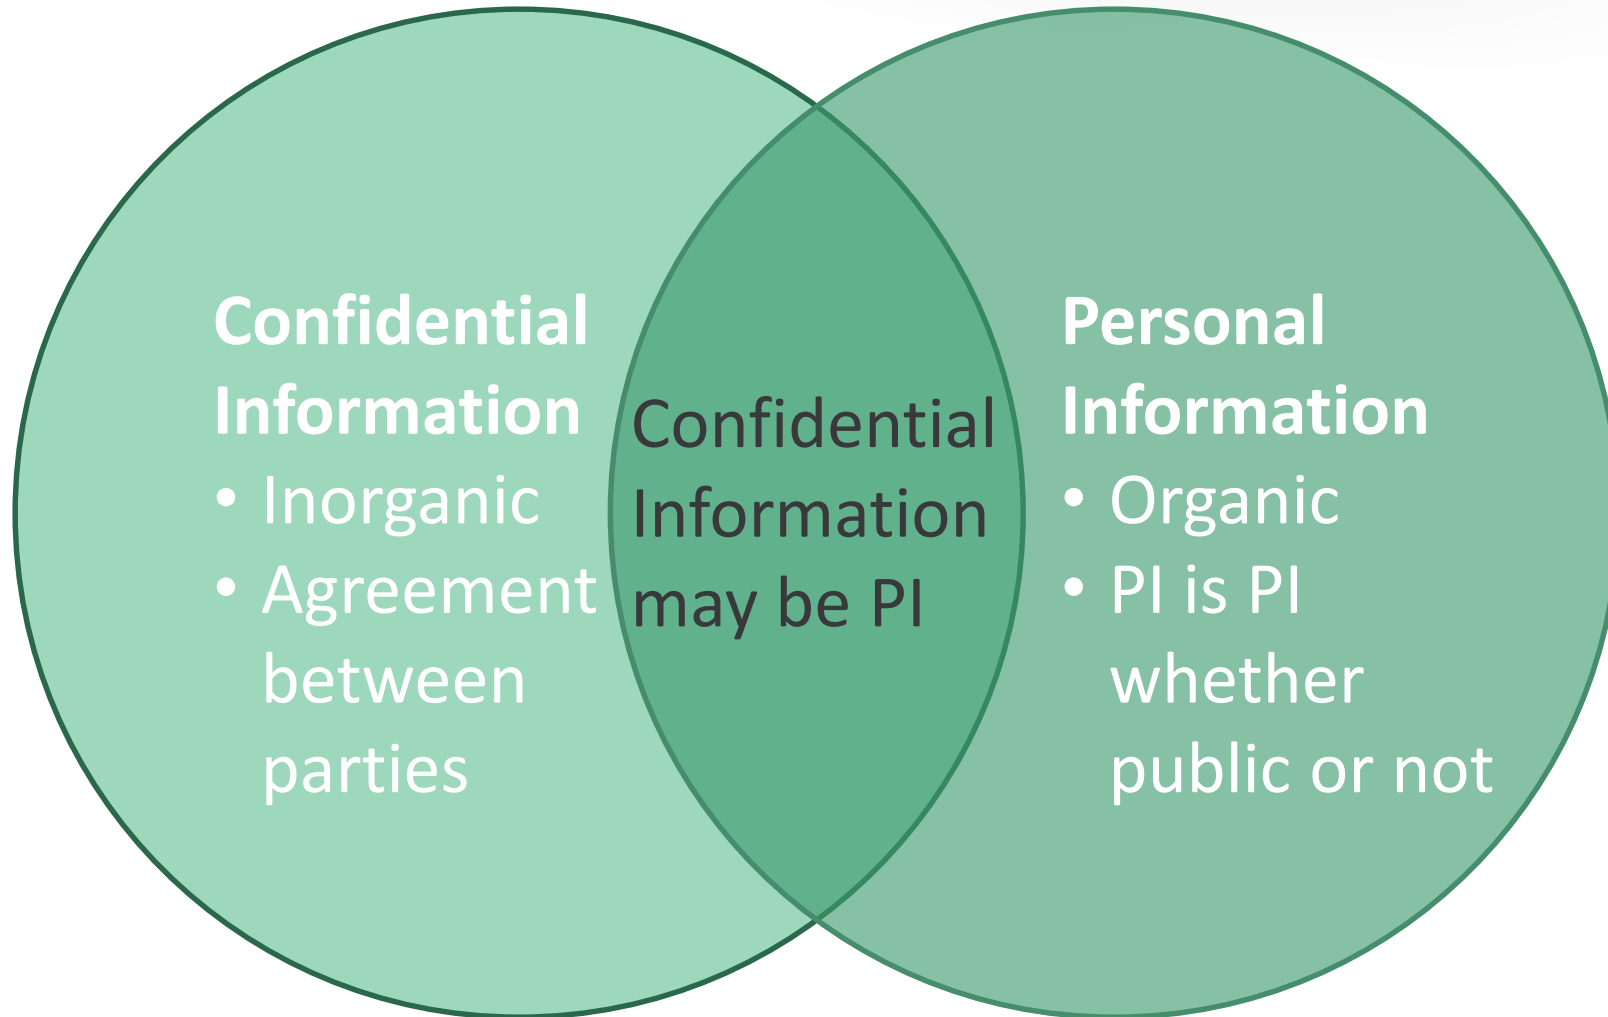 Confidential
Information
• Inorganic
• Agreement
between
parties
Confidential
Information
may be PI
Personal
Information
• Organic
• PI is PI
whether
public or not